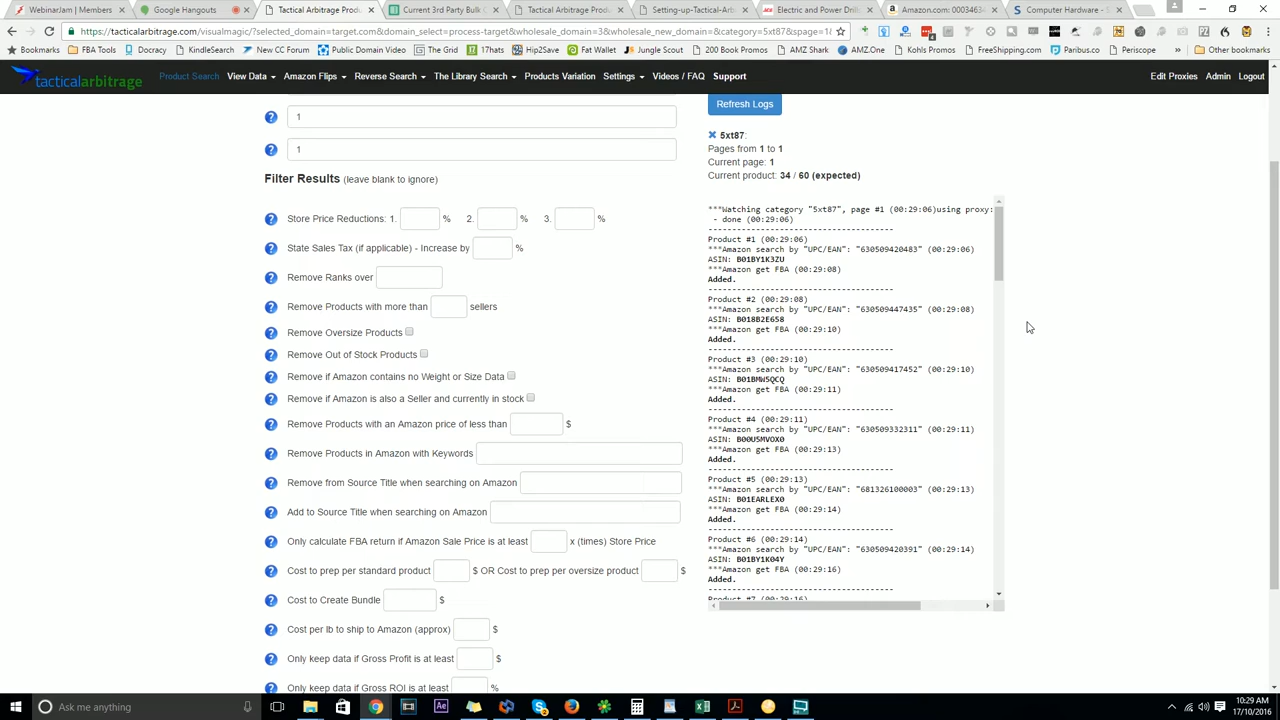 WebinarJam | Members
Google Hangouts
Tactical Arbitrage Produ
Current 3rd Party Bulk C
Tactical Arbitrage Produ
Setting-up-Tactical-Arbit
Electric and Power Drills
Amazon.com: 00034634
Computer Hardware - S
https://tacticalarbitrage.com/visualmagic/?selected_domain=target.com&domain_select=process-target&wholesale_domain=3&wholesale_new_domain=&category=5xt87&spage=1
Bookmarks
FBA Tools
Docracy
KindleSearch
New CC Forum
Public Domain Video
The Grid
17hats
Hip2Save
Fat Wallet
Jungle Scout
200 Book Promos
AMZ Shark
AMZ.One
Kohls Promos
FreeShipping.com
Paribus.co
Periscope
»
Other bookmarks
tacticalarbitrage
Product Search
View Data
Amazon Flips
Reverse Search
The Library Search
Products Variation
Settings
Videos / FAQ
Support
Edit Proxies
Admin
Logout
1
1
Filter Results (leave blank to ignore)
Store Price Reductions: 1. % 2. % 3. %
State Sales Tax (if applicable) - Increase by %
Remove Ranks over
Remove Products with more than sellers
Remove Oversize Products
Remove Out of Stock Products
Remove if Amazon contains no Weight or Size Data
Remove if Amazon is also a Seller and currently in stock
Remove Products with an Amazon price of less than $
Remove Products in Amazon with Keywords
Remove from Source Title when searching on Amazon
Add to Source Title when searching on Amazon
Only calculate FBA return if Amazon Sale Price is at least x (times) Store Price
Cost to prep per standard product $ OR Cost to prep per oversize product $
Cost to Create Bundle $
Cost per lb to ship to Amazon (approx) $
Only keep data if Gross Profit is at least $
Only keep data if Gross ROI is at least %
Refresh Logs
5xt87:
Pages from 1 to 1
Current page: 1
Current product: 34 / 60 (expected)
***Watching category "5xt87", page #1 (00:29:06)using proxy:
- done (00:29:06)
---------------------------------------
Product #1 (00:29:06)
***Amazon search by "UPC/EAN": "630509420483" (00:29:06)
ASIN: B01BY1K3ZU
***Amazon get FBA (00:29:08)
Added.
---------------------------------------
Product #2 (00:29:08)
***Amazon search by "UPC/EAN": "630509447435" (00:29:08)
ASIN: B018B2E658
***Amazon get FBA (00:29:10)
Added.
---------------------------------------
Product #3 (00:29:10)
***Amazon search by "UPC/EAN": "630509417452" (00:29:10)
ASIN: B01BMW5QCQ
***Amazon get FBA (00:29:11)
Added.
---------------------------------------
Product #4 (00:29:11)
***Amazon search by "UPC/EAN": "630509332311" (00:29:11)
ASIN: B00U5MVOX0
***Amazon get FBA (00:29:13)
Added.
---------------------------------------
Product #5 (00:29:13)
***Amazon search by "UPC/EAN": "681326100003" (00:29:13)
ASIN: B01EARLEX0
***Amazon get FBA (00:29:14)
Added.
---------------------------------------
Product #6 (00:29:14)
***Amazon search by "UPC/EAN": "630509420391" (00:29:14)
ASIN: B01BY1K04Y
***Amazon get FBA (00:29:16)
Added.
---------------------------------------
Product #7 (00:29:16)
Ask me anything
10:29 AM
17/10/2016